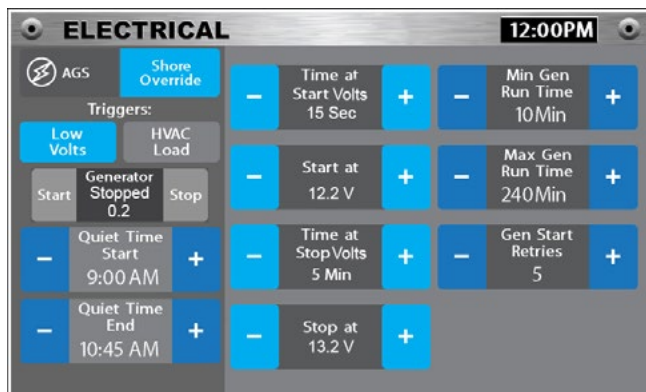 ELECTRICAL
12:00PM
AGS
Shore
Override
Triggers:
Low
Volts
HVAC
Load
Start
Generator
Stopped
0.2
Stop
−
Quiet Time
Start
9:00 AM
+
−
Quiet Time
End
10:45 AM
+
−
Time at
Start Volts
15 Sec
+
−
Start at
12.2 V
+
−
Time at
Stop Volts
5 Min
+
−
Stop at
13.2 V
+
−
Min Gen
Run Time
10Min
+
−
Max Gen
Run Time
240Min
+
−
Gen Start
Retries
5
+